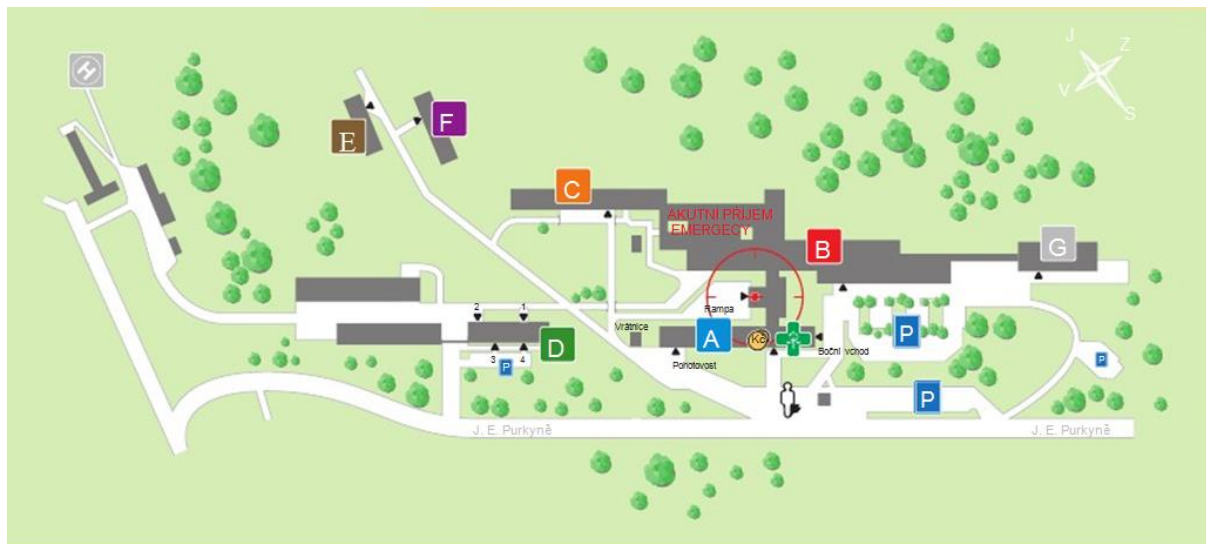 J
Z
V
S
H
E
F
C
AKUTNÍ PŘÍJEM
EMERGECY
B
G
2
1
Rampa
Vrátnice
A
Kč
P
D
Boční vchod
3
4
P
Pohotovost
P
P
J. E. Purkyně
J. E. Purkyně